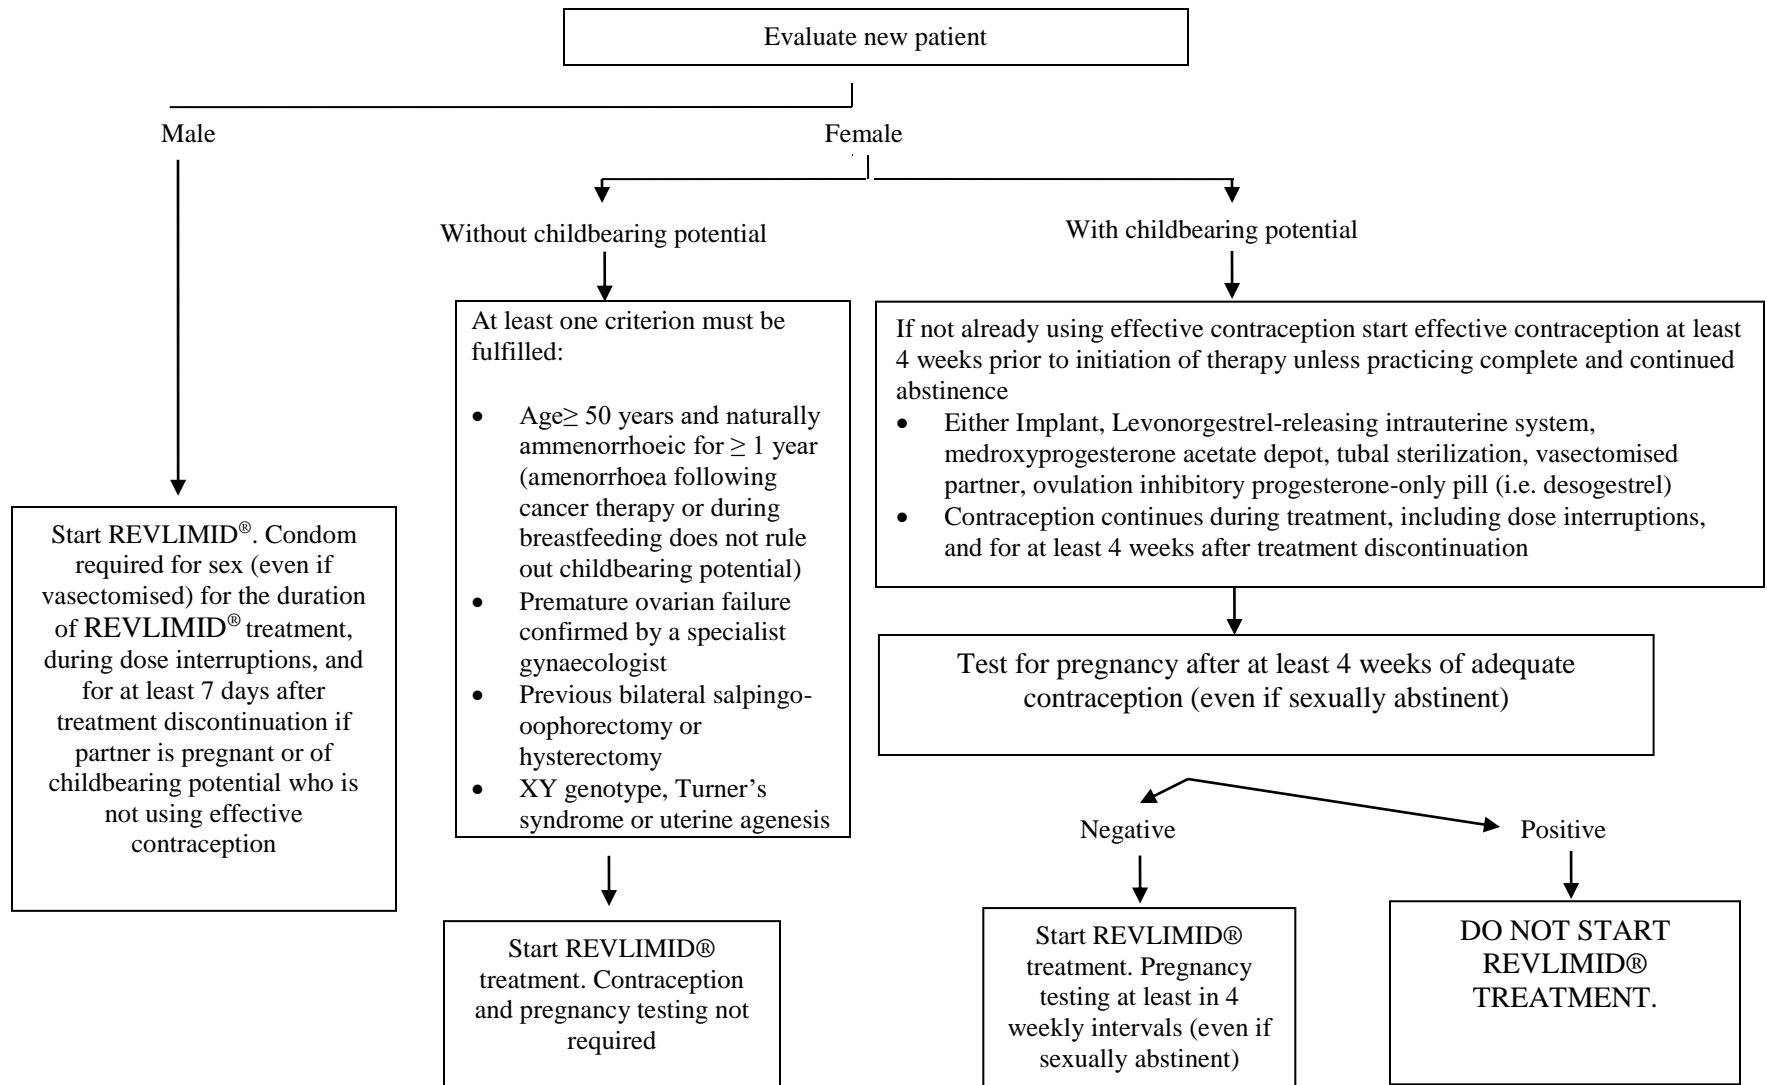 Evaluate new patient
Male
Female
Without childbearing potential
With childbearing potential
Start REVLIMID®. Condom
required for sex (even if
vasectomised) for the duration
of REVLIMID® treatment,
during dose interruptions, and
for at least 7 days after
treatment discontinuation if
partner is pregnant or of
childbearing potential who is
not using effective
contraception
At least one criterion must be
fulfilled:
• Age≥ 50 years and naturally
ammenorrhoeic for ≥ 1 year
(amenorrhoea following
cancer therapy or during
breastfeeding does not rule
out childbearing potential)
• Premature ovarian failure
confirmed by a specialist
gynaecologist
• Previous bilateral salpingo-
oophorectomy or
hysterectomy
• XY genotype, Turner’s
syndrome or uterine agenesis
Start REVLIMID®
treatment. Contraception
and pregnancy testing not
required
If not already using effective contraception start effective contraception at least
4 weeks prior to initiation of therapy unless practicing complete and continued
abstinence
• Either Implant, Levonorgestrel-releasing intrauterine system,
medroxyprogesterone acetate depot, tubal sterilization, vasectomised
partner, ovulation inhibitory progesterone-only pill (i.e. desogestrel)
• Contraception continues during treatment, including dose interruptions,
and for at least 4 weeks after treatment discontinuation
Test for pregnancy after at least 4 weeks of adequate
contraception (even if sexually abstinent)
Negative
Positive
Start REVLIMID®
treatment. Pregnancy
testing at least in 4
weekly intervals (even if
sexually abstinent)
DO NOT START
REVLIMID®
TREATMENT.